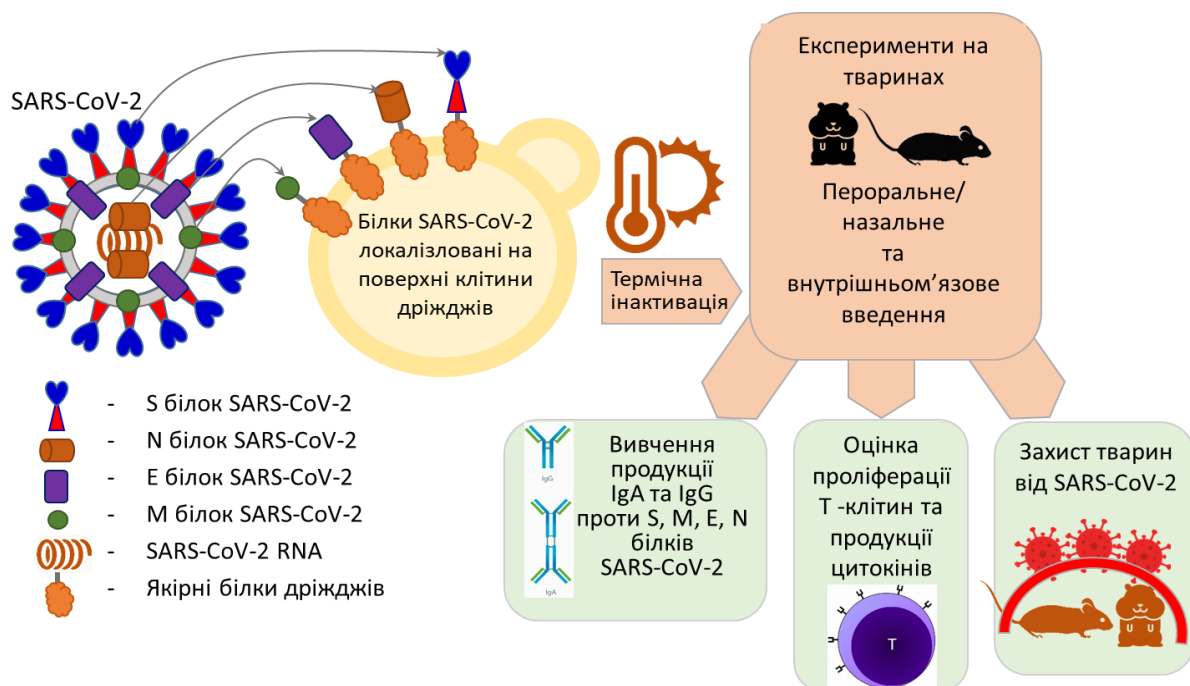 SARS-CoV-2
Білки SARS-CoV-2
локалізловані на
поверхні клітини
дріжджів
Термічна
інактивація
Експерименти на
тваринах
Пероральне/
назальне
та
внутрішньом’язове
введення
- S білок SARS-CoV-2
- N білок SARS-CoV-2
- E білок SARS-CoV-2
- M білок SARS-CoV-2
- SARS-CoV-2 RNA
- Якірні білки дріжджів
IgG
IgA
Вивчення
продукції
IgA та IgG
проти S, M, E, N
білків
SARS-CoV-2
Оцінка
проліферації
Т -клітин та
продукції
цитокінів
T
Захист тварин
від SARS-CoV-2